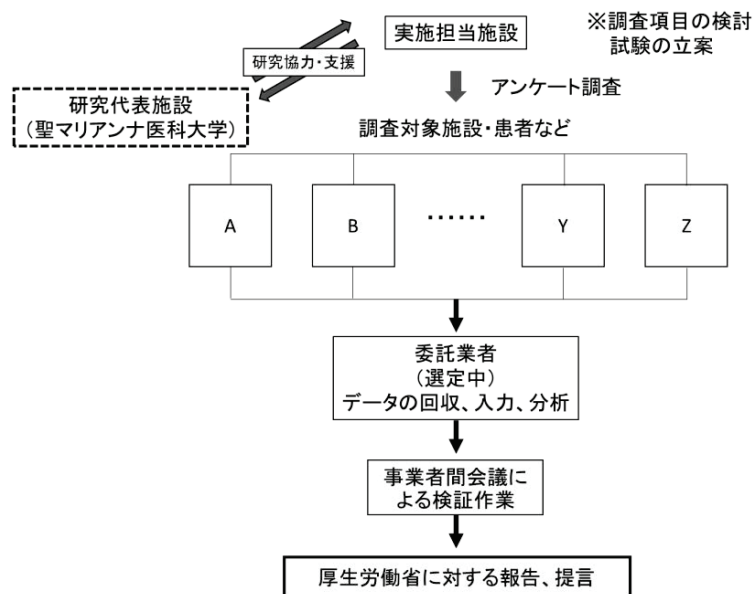 実施担当施設
※調査項目の検討
試験の立案
研究協力・支援
アンケート調査
研究代表施設
（聖マリアンナ医科大学）
調査対象施設・患者など
A
B
……
Y
Z
委託業者
（選定中）
データの回収、入力、分析
事業者間会議に
よる検証作業
厚生労働省に対する報告、提言